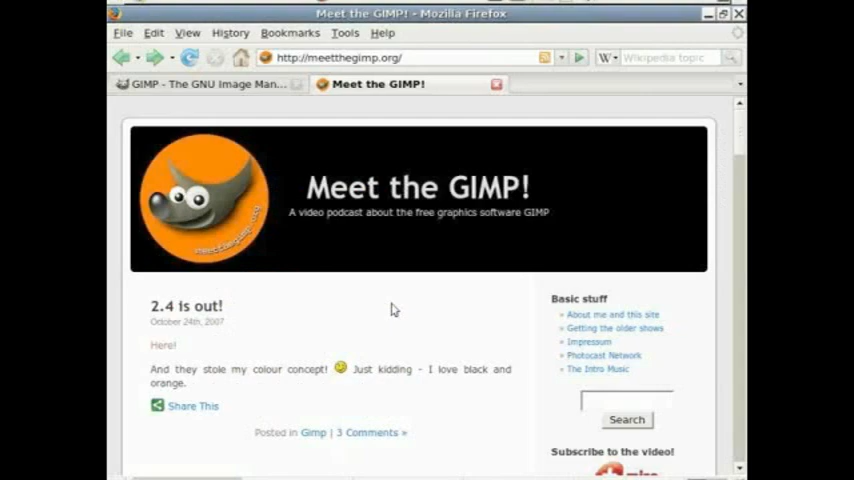 Meet the GIMP! - Mozilla Firefox
File Edit View History Bookmarks Tools Help
http://meetthegimp.org/
W Wikipedia topic
GIMP - The GNU Image Man...
Meet the GIMP!
Meet the GIMP!
A video podcast about the free graphics software GIMP
meetthegimp.org
2.4 is out!
October 24th, 2007
Here!
And they stole my colour concept! Just kidding - I love black and
orange.
Share This
Posted in Gimp | 3 Comments »
Basic stuff
» About me and this site
» Getting the older shows
» Impressum
» Photocast Network
» The Intro Music
Search
Subscribe to the video!